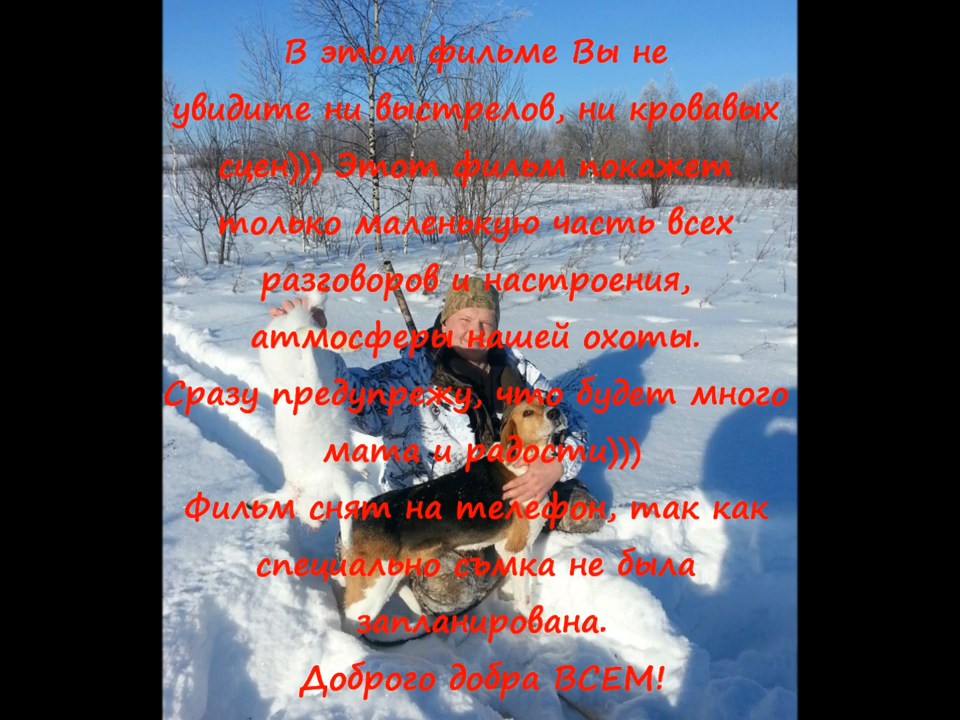 В этом фильме Вы не
увидите ни выстрелов, ни кровавых
сцен))) Этот фильм покажет
только маленькую часть всех
разговоров и настроения,
атмосферы нашей охоты.
Сразу предупрежу, что будет много
мата и радости)))
Фильм снят на телефон, так как
специально съмка не была
запланирована.
Доброго добра ВСЕМ!